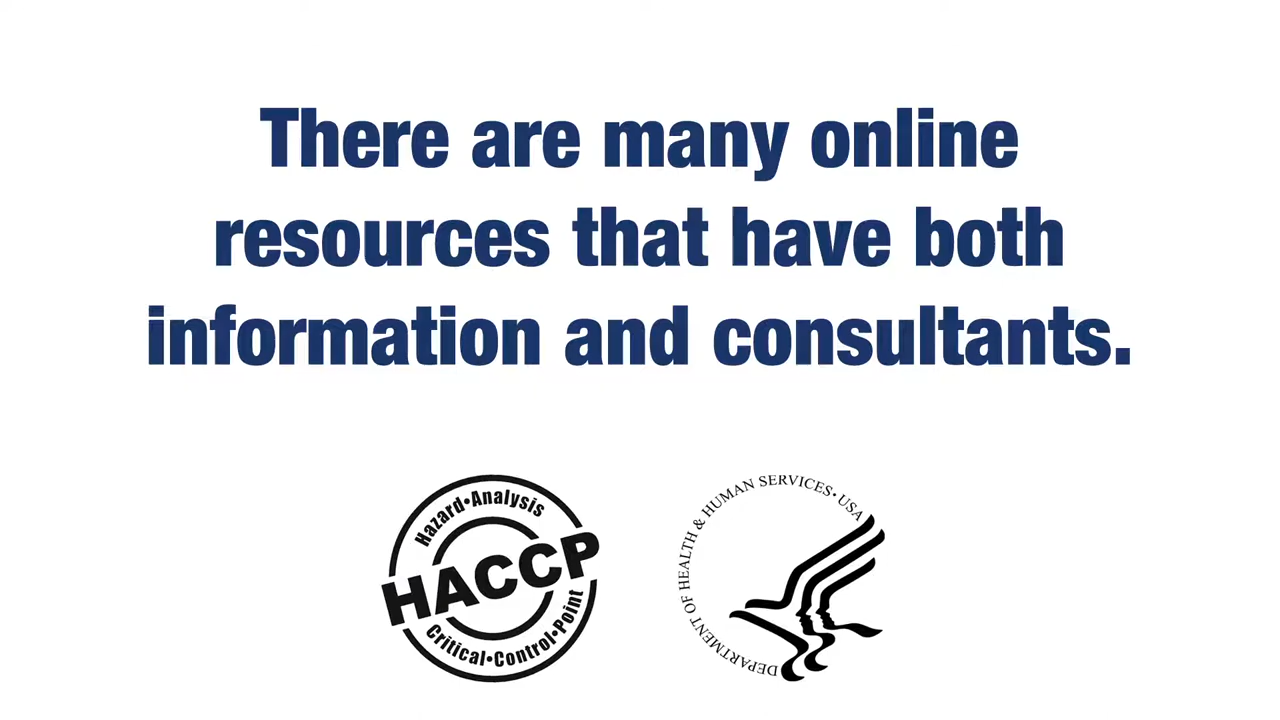 There are many online
resources that have both
information and consultants.
Hazard•Analysis
HACCP
Critical•Control•Point
DEPARTMENT OF HEALTH & HUMAN SERVICES • USA